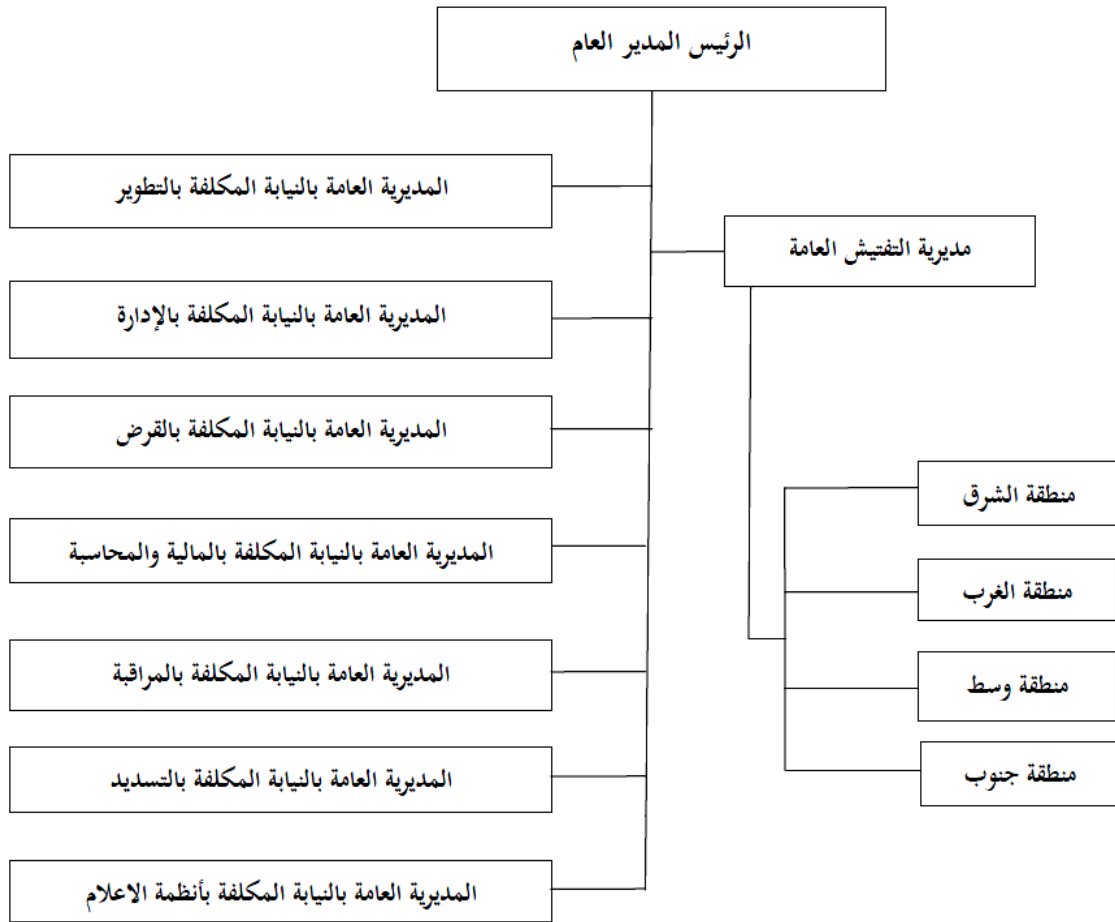 الرئيس المدير العام
المديرية العامة بالنيابة المكلفة بالتطوير
مديرية التفتيش العامة
المديرية العامة بالنيابة المكلفة بالإدارة
المديرية العامة بالنيابة المكلفة بالقرض
منطقة الشرق
المديرية العامة بالنيابة المكلفة بالمالية والمحاسبة
منطقة الغرب
المديرية العامة بالنيابة المكلفة بالمراقبة
منطقة وسط
المديرية العامة بالنيابة المكلفة بالتسديد
منطقة جنوب
المديرية العامة بالنيابة المكلفة بأنظمة الاعلام